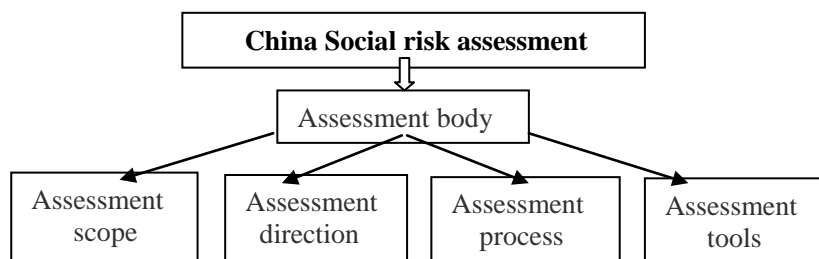 China Social risk assessment
Assessment body
Assessment
scope
Assessment
direction
Assessment
process
Assessment
tools